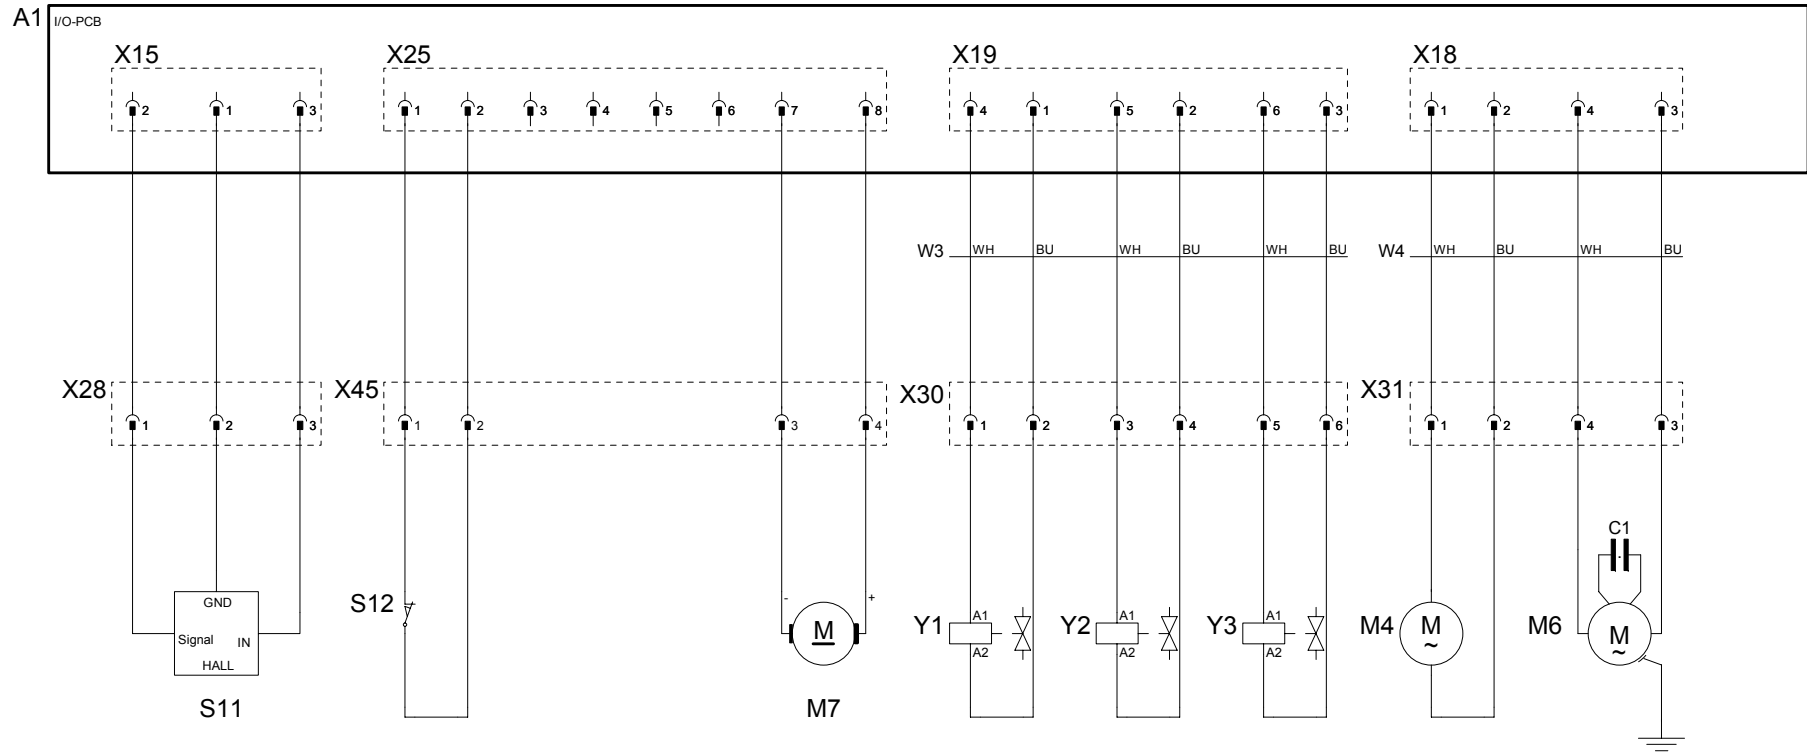 A1 I/O-PCB
X15 X25 X19 X18
2 1 3 1 2 3 4 5 6 7 8 4 1 5 2 6 3 1 2 4 3
W3 WH BU WH BU WH BU W4 WH BU WH BU
X28 X45 X30 X31
1 2 3 1 2 3 4 1 2 3 4 5 6 1 2 4 3
C1
S12 GND - + A1 A1 A1
Signal IN M Y1 Y2 Y3 M4 M ~ M6 M ~
HALL A2 A2 A2
S11 M7